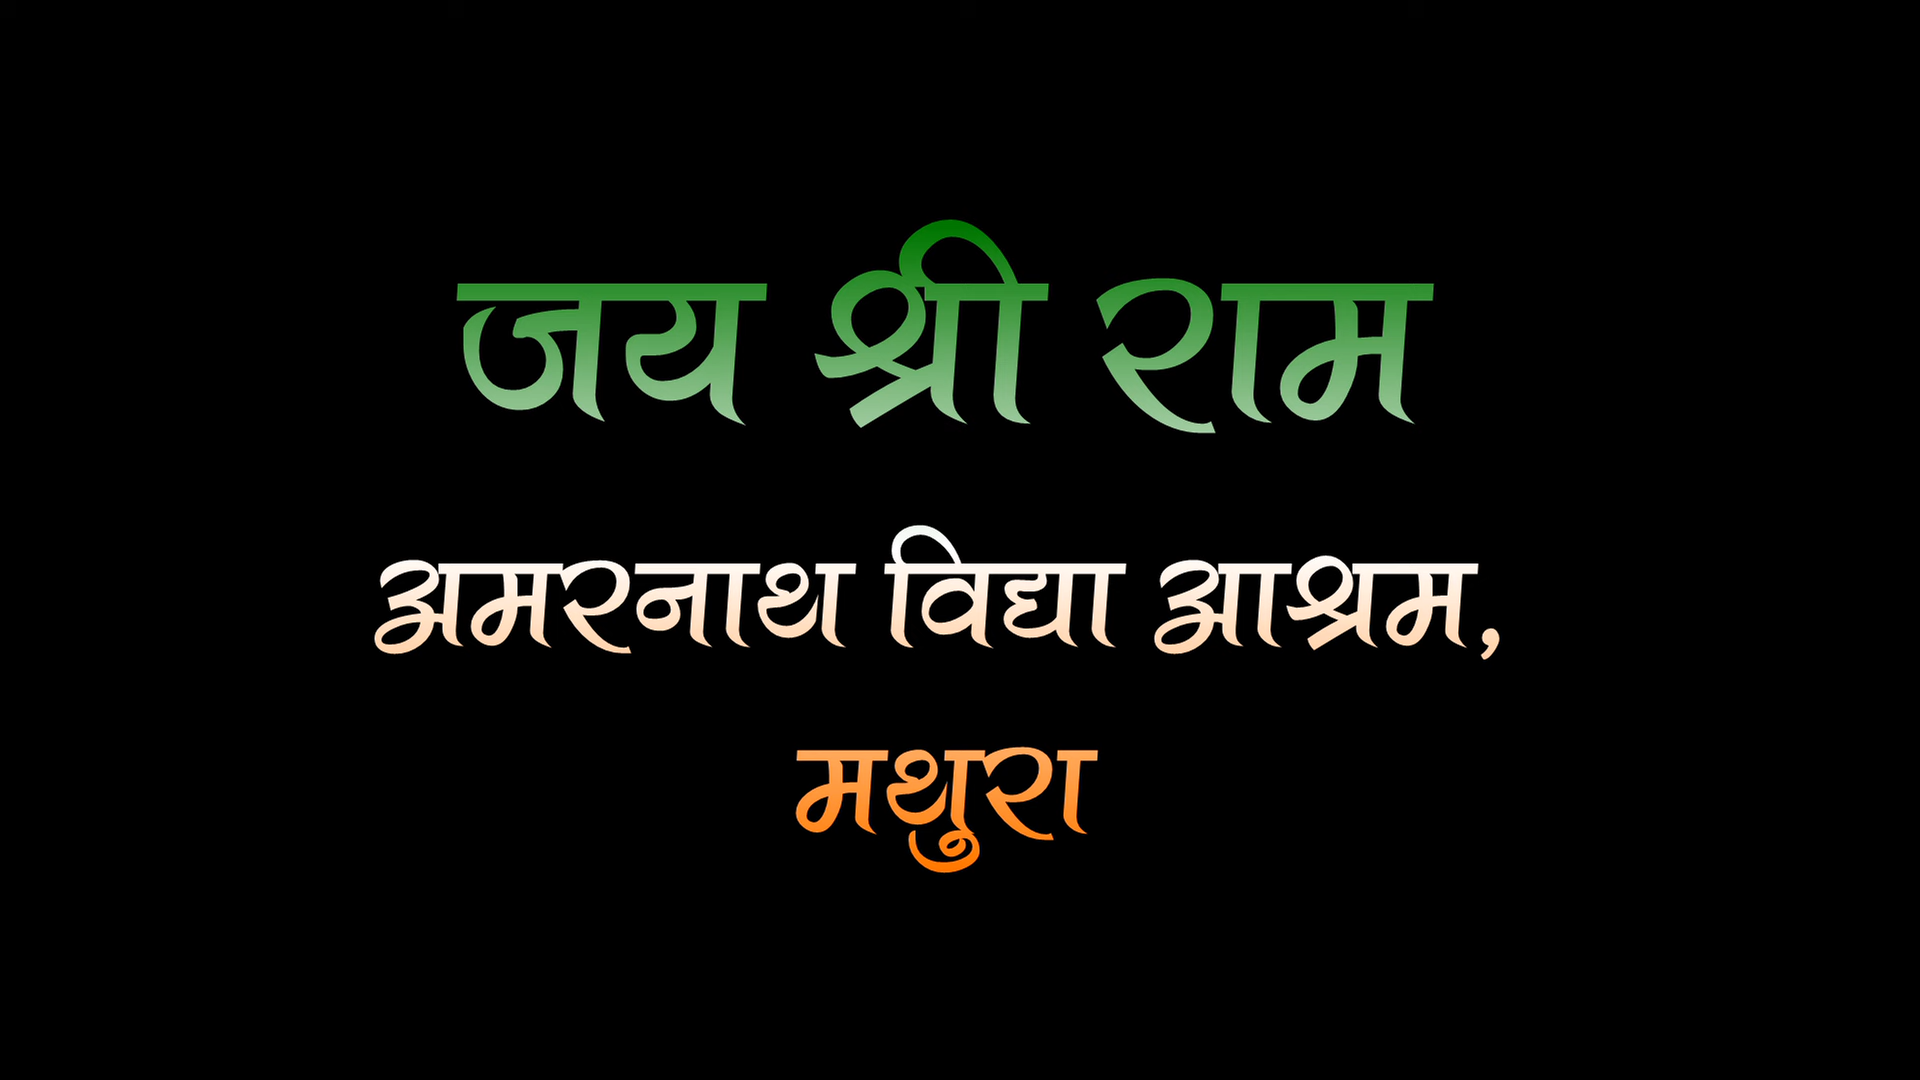 जय श्री राम
अमरनाथ विद्या आश्रम,
मथुरा